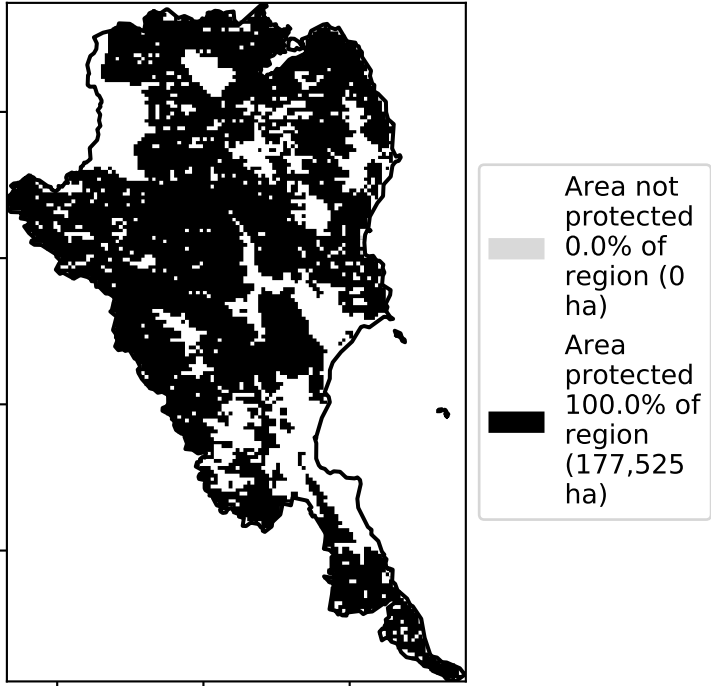 Area not
protected
0.0% of
region (0
ha)
Area
protected
100.0% of
region
(177,525
ha)